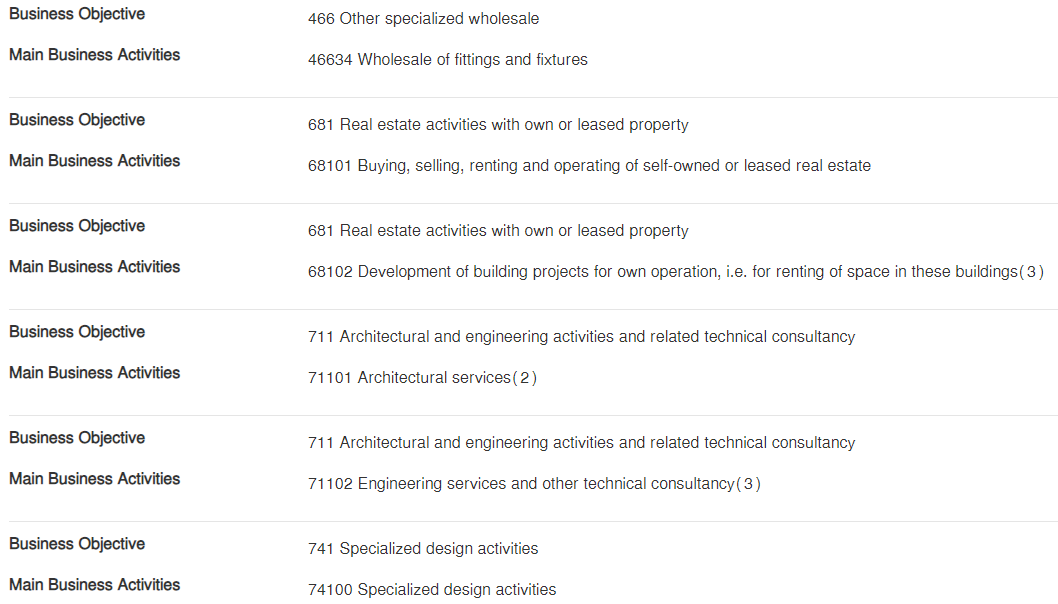 Business Objective 466 Other specialized wholesale
Main Business Activities 46634 Wholesale of fittings and fixtures
Business Objective 681 Real estate activities with own or leased property
Main Business Activities 68101 Buying, selling, renting and operating of self-owned or leased real estate
Business Objective 681 Real estate activities with own or leased property
Main Business Activities 68102 Development of building projects for own operation, i.e. for renting of space in these buildings(3)
Business Objective 711 Architectural and engineering activities and related technical consultancy
Main Business Activities 71101 Architectural services(2)
Business Objective 711 Architectural and engineering activities and related technical consultancy
Main Business Activities 71102 Engineering services and other technical consultancy(3)
Business Objective 741 Specialized design activities
Main Business Activities 74100 Specialized design activities